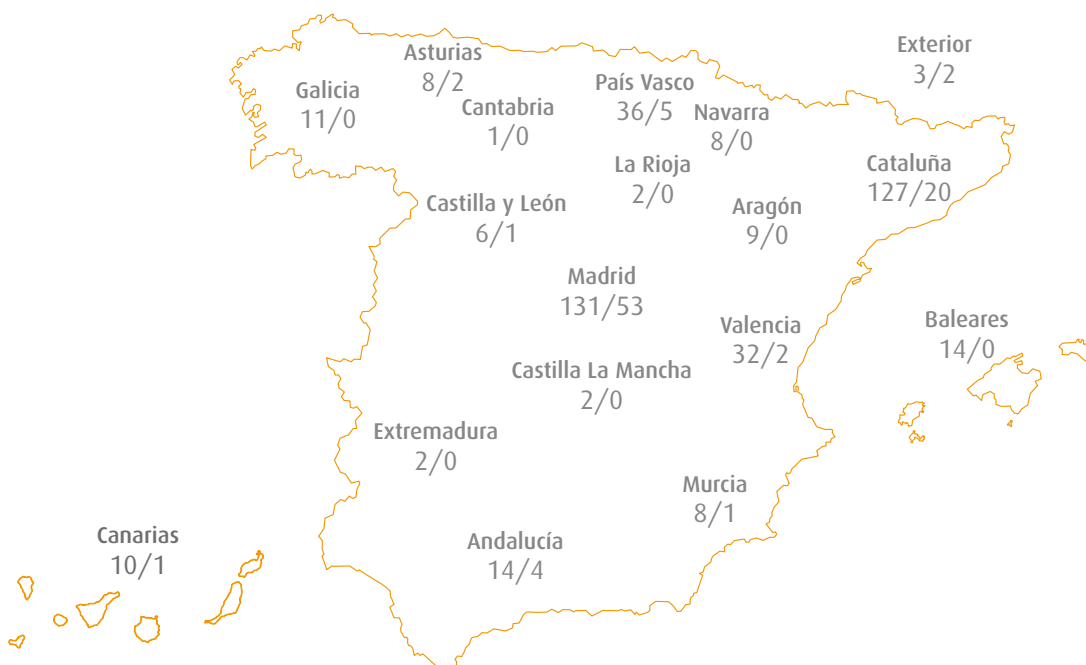 Asturias
8/2
Exterior
3/2
Galicia
11/0
Cantabria
1/0
País Vasco
36/5
Navarra
8/0
La Rioja
2/0
Cataluña
127/20
Castilla y León
6/1
Aragón
9/0
Madrid
131/53
Valencia
32/2
Baleares
14/0
Castilla La Mancha
2/0
Extremadura
2/0
Murcia
8/1
Canarias
10/1
Andalucía
14/4